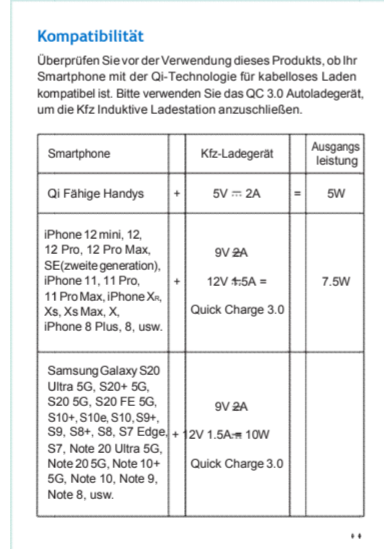 Kompatibilität
Überprüfen Sie vor der Verwendung dieses Produkts, ob Ihr
Smartphone mit der Qi-Technologie für kabelloses Laden
kompatibel ist. Bitte verwenden Sie das QC 3.0 Autoladegerät,
um die Kfz Induktive Ladestation anzuschließen.
Smartphone Kfz-Ladegerät Ausgangs
leistung
Qi Fähige Handys + 5V ⎓ 2A = 5W
iPhone 12 mini, 12,
12 Pro, 12 Pro Max,
SE(zweite generation),
iPhone 11, 11 Pro,
11 Pro Max, iPhone XR,
Xs, Xs Max, X,
iPhone 8 Plus, 8, usw.
+
9V 2A
12V 1.5A =
Quick Charge 3.0
7.5W
Samsung Galaxy S20
Ultra 5G, S20+ 5G,
S20 5G, S20 FE 5G,
S10+, S10e, S10, S9+,
S9, S8+, S8, S7 Edge,
S7, Note 20 Ultra 5G,
Note 20 5G, Note 10+
5G, Note 10, Note 9,
Note 8, usw.
9V 2A
+ 12V 1.5A = 10W
Quick Charge 3.0